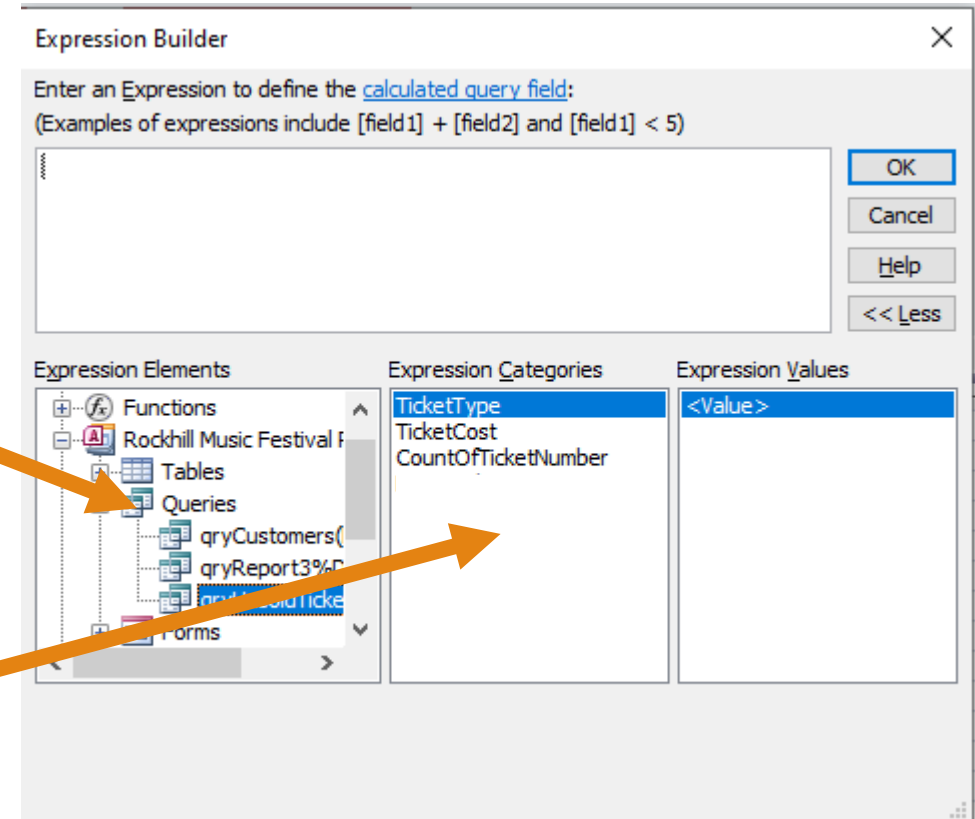 Expression Builder
Enter an Expression to define the calculated query field:
(Examples of expressions include [field1] + [field2] and [field1] < 5)
OK
Cancel
Help
<< Less
Expression Elements
Expression Categories
Expression Values
Functions
Rockhill Music Festival
Tables
Queries
qryCustomers(
qryReport3%
Forms
TicketType
TicketCost
CountOfTicketNumber
<Value>